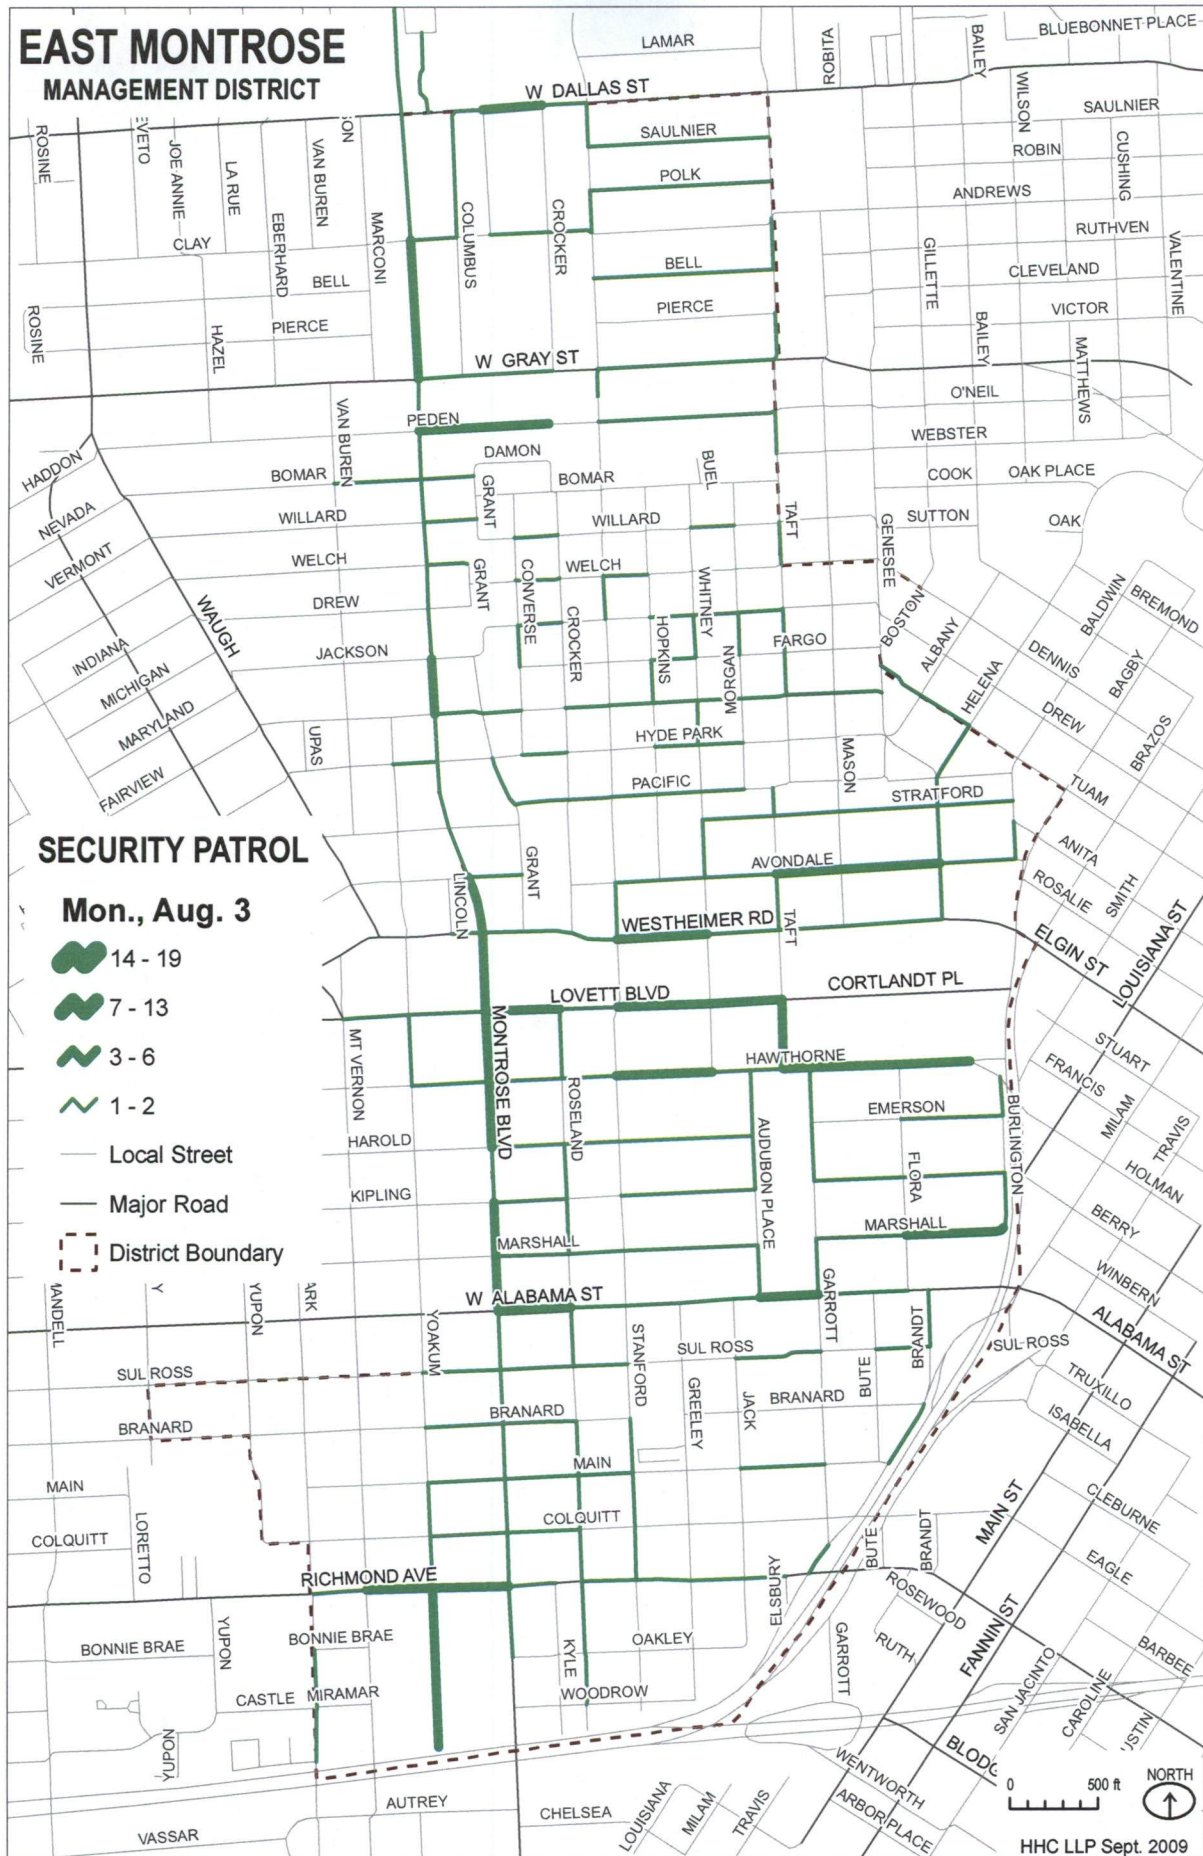 EAST MONTROSE
MANAGEMENT DISTRICT
LAMAR
ROBITA
BAILEY
BLUEBONNET PLACE
W DALLAS ST
WILSON
SAULNIER
SAULNIER
ROSINE
EVETO
JOE ANNIE
LA RUE
VAN BUREN
SON
ROBIN
CUSHING
POLK
ANDREWS
EBERHARD
MARCONI
COLUMBUS
CROCKER
CLAY
RUTHVEN
GILLETTE
VALENTINE
BELL
BELL
CLEVELAND
ROSINE
HAZEL
PIERCE
PIERCE
VICTOR
BAILEY
MATTHEWS
W GRAY ST
O'NEIL
VAN BUREN
PEDEN
WEBSTER
HADDON
DAMON
BOMAR
GRANT
BOMAR
BUEL
COOK
OAK PLACE
NEVADA
WILLARD
WILLARD
TAFT
GENESEE
SUTTON
OAK
VERMONT
WELCH
GRANT
CONVERSE
WELCH
WHITNEY
BALDWIN
BREMOND
WAUGH
DREW
CROCKER
HOPKINS
FARGO
BOSTON
ALBANY
DENNIS
BAGBY
INDIANA
JACKSON
MORGAN
HELENA
MICHIGAN
DREW
MARYLAND
UPAS
HYDE PARK
MASON
BRAZOS
FAIRVIEW
PACIFIC
STRATFORD
TUAM
SECURITY PATROL
GRANT
AVONDALE
ANITA
LINCOLN
ROSALIE
SMITH
Mon., Aug. 3
WESTHEIMER RD
TAFT
14 - 19
ELGIN ST
LOUISIANA ST
7 - 13
LOVETT BLVD
CORTLANDT PL
3 - 6
MT VERNON
MONTROSE BLVD
HAWTHORNE
STUART
FRANCIS
1 - 2
ROSELAND
AUDUBON PLACE
EMERSON
BURLINGTON
MILAM
TRAVIS
Local Street
HAROLD
FLORA
HOLMAN
Major Road
KIPLING
MARSHALL
BERRY
District Boundary
MARSHALL
WINBERN
MANDELL
Y
YUPON
ARK
W ALABAMA ST
GARROTT
ALABAMA ST
YOAKUM
STANFORD
SUL ROSS
BRANDT
SUL ROSS
SUL ROSS
BUTE
TRUXILLO
BRANARD
BRANARD
GREELEY
JACK
BRANARD
ISABELLA
MAIN
MAIN
MAIN ST
CLEBURNE
COLQUITT
LORETTO
COLQUITT
BUTE
BRANDT
EAGLE
RICHMOND AVE
ELSBURY
ROSEWOOD
FANNIN ST
BONNIE BRAE
YUPON
BONNIE BRAE
KYLE
OAKLEY
GARROTT
RUTH
BARBEE
CASTLE
MIRAMAR
WOODROW
SAN JACINTO
CAROLINE
USTIN
YUPON
BLODG
WENTWORTH
0 500 ft
NORTH
AUTREY
CHELSEA
LOUISIANA
MILAM
TRAVIS
ARBOR PLACE
VASSAR
HHC LLP Sept. 2009